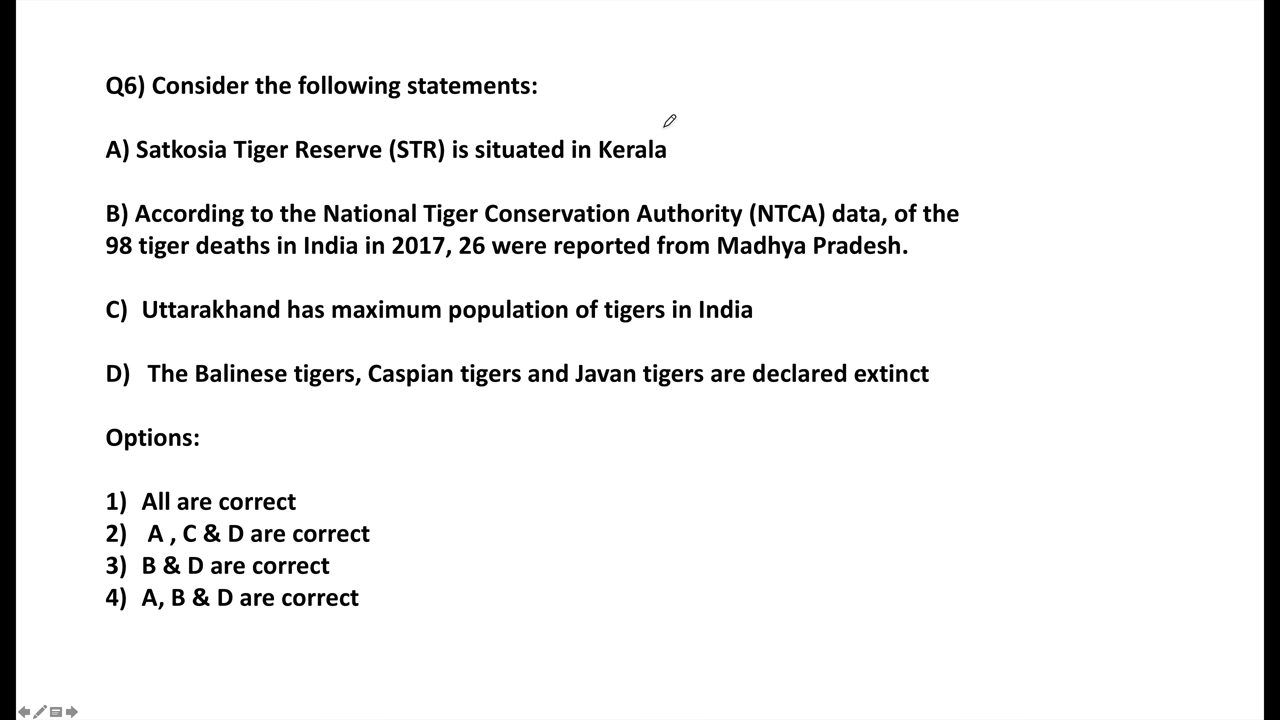 Q6) Consider the following statements:
A) Satkosia Tiger Reserve (STR) is situated in Kerala
B) According to the National Tiger Conservation Authority (NTCA) data, of the
98 tiger deaths in India in 2017, 26 were reported from Madhya Pradesh.
C) Uttarakhand has maximum population of tigers in India
D) The Balinese tigers, Caspian tigers and Javan tigers are declared extinct
Options:
1) All are correct
2) A , C & D are correct
3) B & D are correct
4) A, B & D are correct